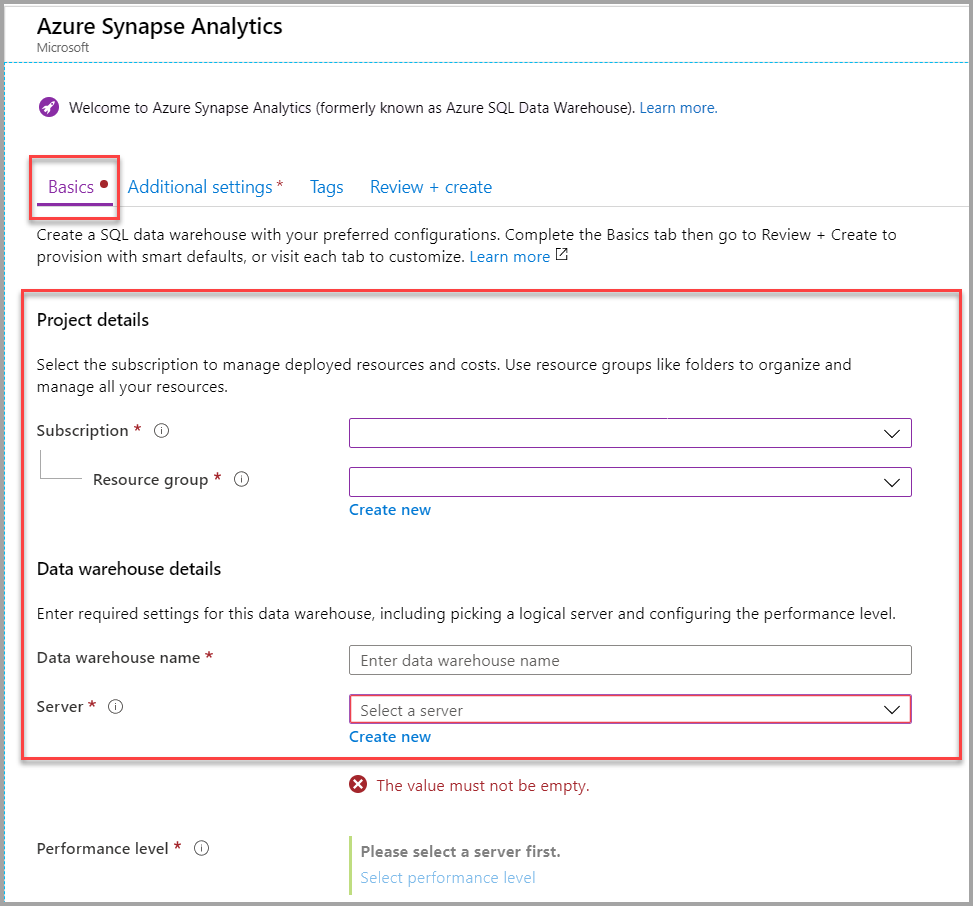 Azure Synapse Analytics
Microsoft
Welcome to Azure Synapse Analytics (formerly known as Azure SQL Data Warehouse). Learn more.
Basics Additional settings * Tags Review + create
Create a SQL data warehouse with your preferred configurations. Complete the Basics tab then go to Review + Create to
provision with smart defaults, or visit each tab to customize. Learn more
Project details
Select the subscription to manage deployed resources and costs. Use resource groups like folders to organize and
manage all your resources.
Subscription *
Resource group *
Create new
Data warehouse details
Enter required settings for this data warehouse, including picking a logical server and configuring the performance level.
Data warehouse name * Enter data warehouse name
Server * Select a server
Create new
The value must not be empty.
Performance level * Please select a server first.
Select performance level